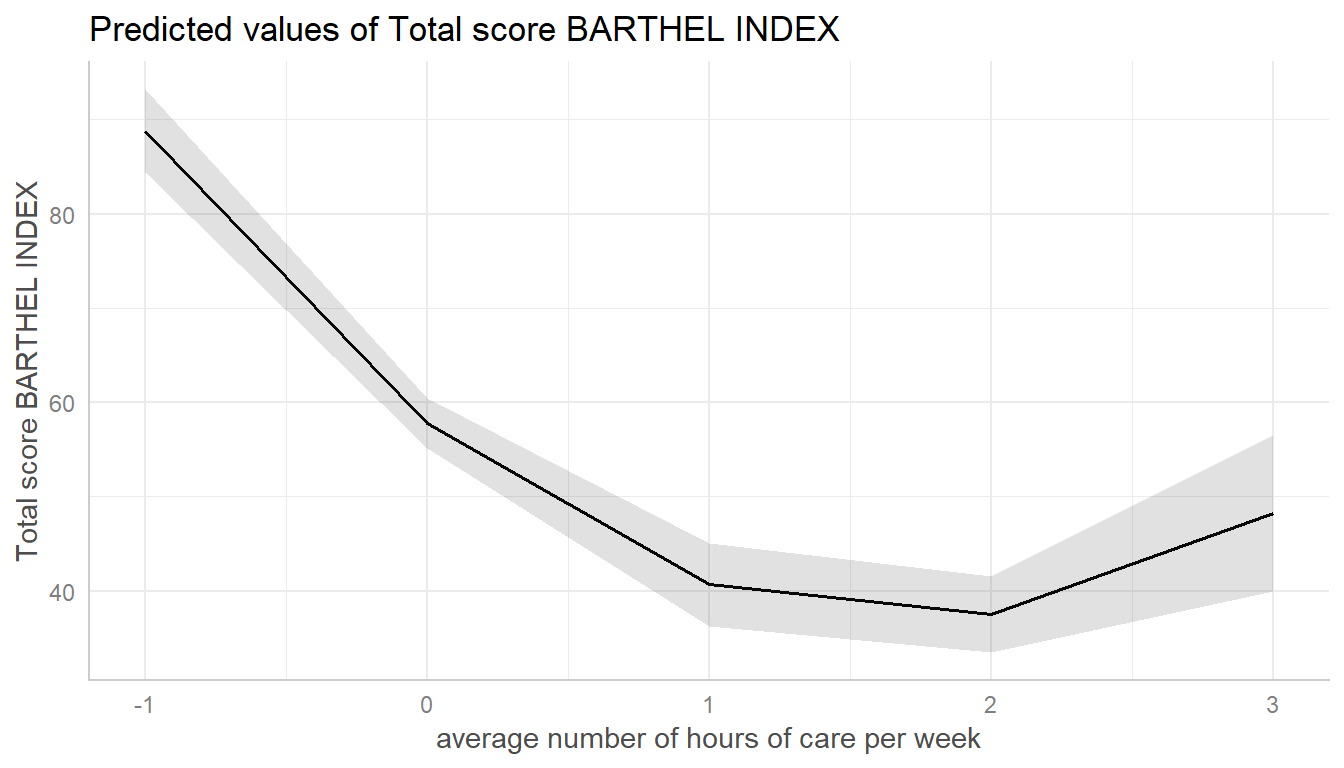 Predicted values of Total score BARTHEL INDEX
Total score BARTHEL INDEX
80
60
40
-1 0 1 2 3
average number of hours of care per week